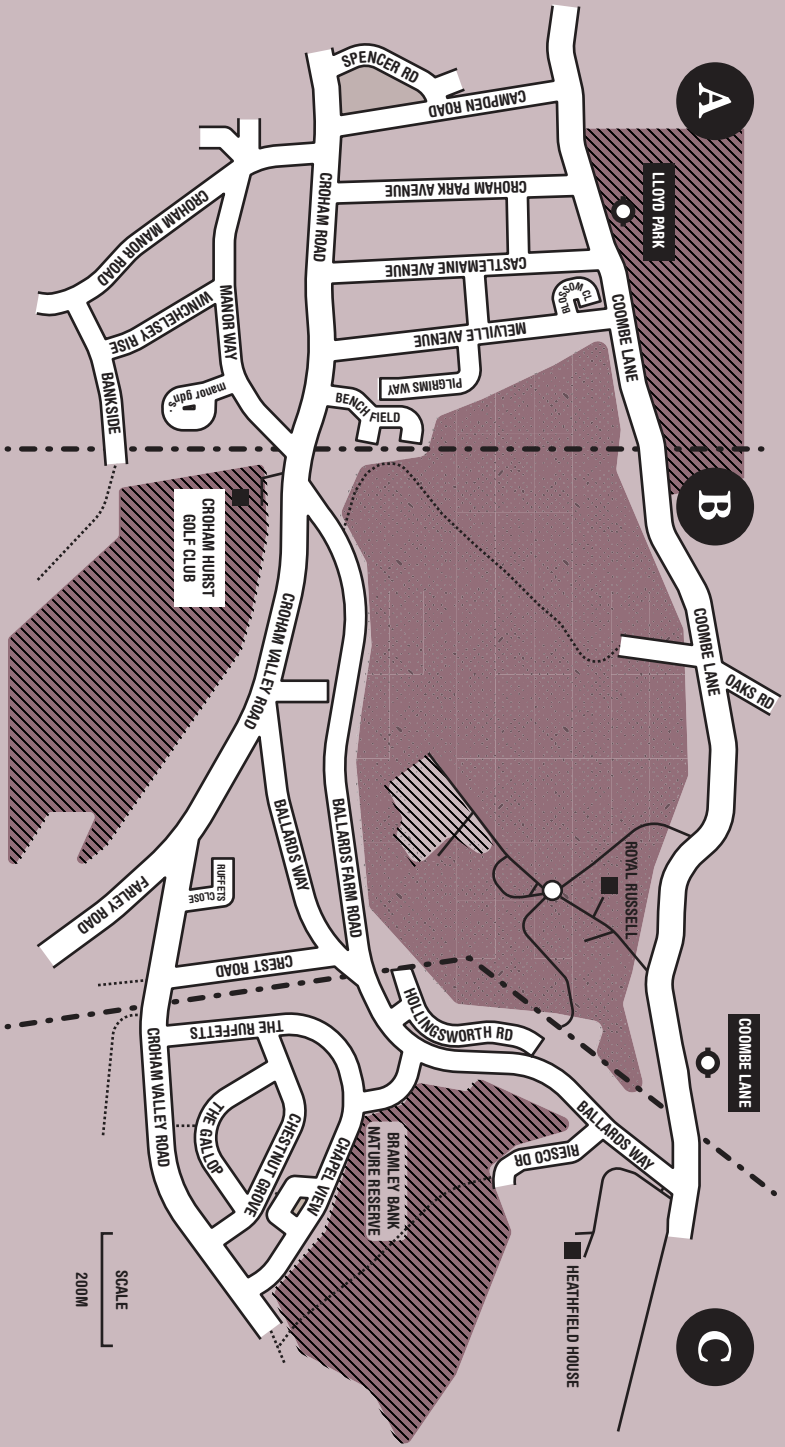 A
LLOYD PARK
SPENCER RD
CAMPDEN ROAD
CROHAM PARK AVENUE
CROHAM ROAD
CASTLEMAINE AVENUE
BLOSSOM CL
COOMBE LANE
MELVILLE AVENUE
PILGRIMS WAY
BENCH FIELD
CROHAM MANOR ROAD
MANOR WAY
WINCHELSEY RISE
manor gdn's.
BANKSIDE
B
CROHAM HURST
GOLF CLUB
CROHAM VALLEY ROAD
COOMBE LANE
OAKS RD
BALLARDS WAY
BALLARDS FARM ROAD
ROYAL RUSSELL
RUFFETS
CLOSE
FARLEY ROAD
CREST ROAD
HOLLINGSWORTH RD
COOMBE LANE
THE RUFFETTS
CROHAM VALLEY ROAD
THE GALLOP
CHESTNUT GROVE
CHAPEL VIEW
BRAMLEY BANK
NATURE RESERVE
RIESCO DR
BALLARDS WAY
HEATHFIELD HOUSE
C
SCALE
200M